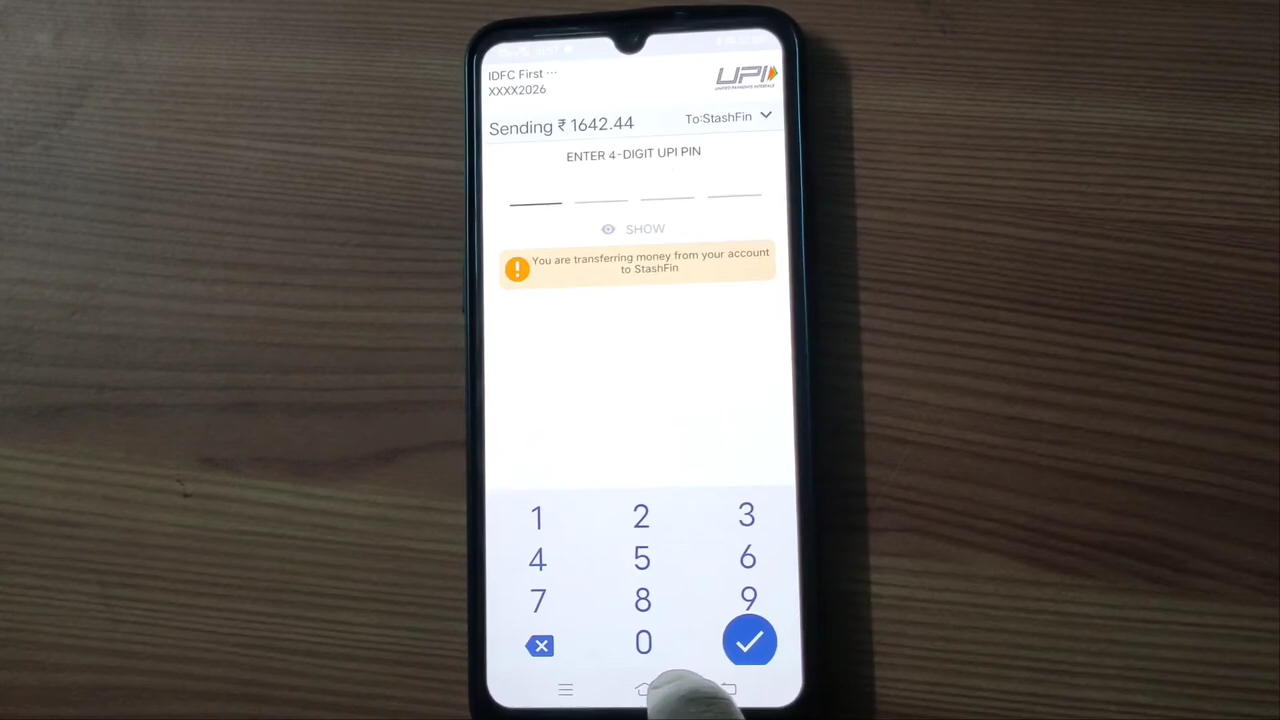 IDFC First ...
XXXX2026
UPI
UNIFIED PAYMENTS INTERFACE
Sending ₹ 1642.44
To:StashFin
ENTER 4-DIGIT UPI PIN
SHOW
You are transferring money from your account
to StashFin
1 2 3
4 5 6
7 8 9
0